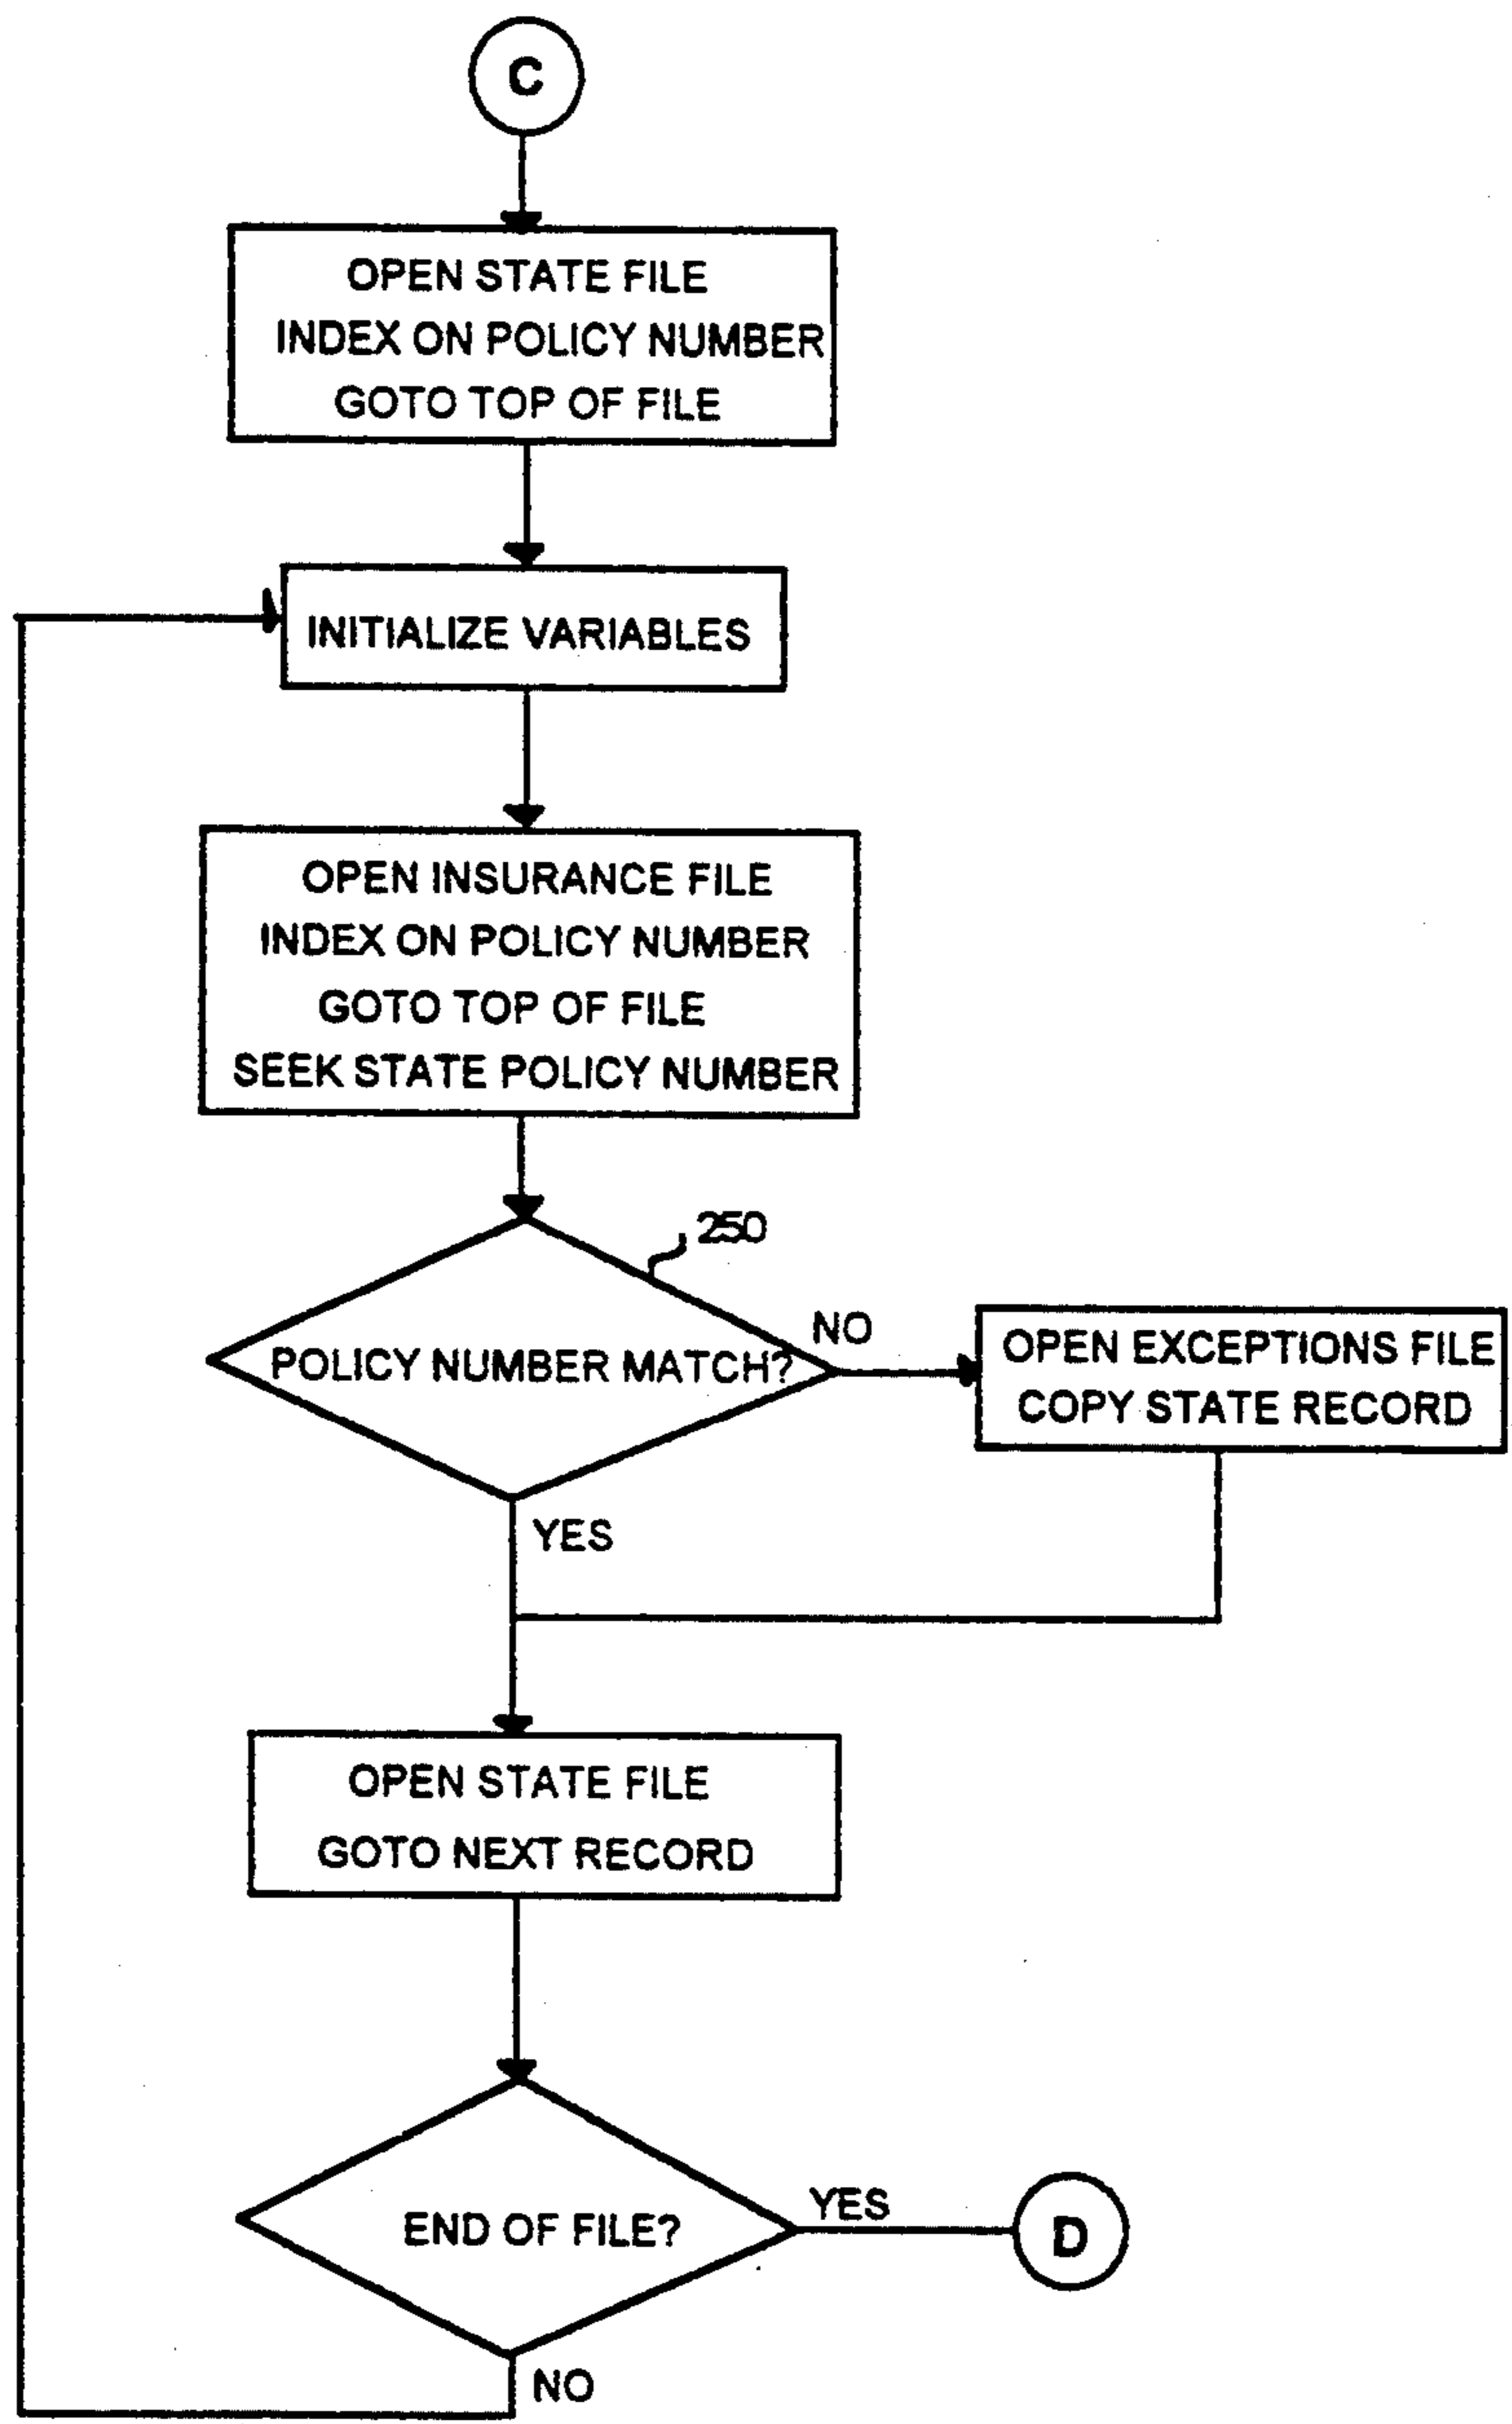 C
OPEN STATE FILE
INDEX ON POLICY NUMBER
GOTO TOP OF FILE
INITIALIZE VARIABLES
OPEN INSURANCE FILE
INDEX ON POLICY NUMBER
GOTO TOP OF FILE
SEEK STATE POLICY NUMBER
250
POLICY NUMBER MATCH?
NO
OPEN EXCEPTIONS FILE
COPY STATE RECORD
YES
OPEN STATE FILE
GOTO NEXT RECORD
END OF FILE?
YES
D
NO